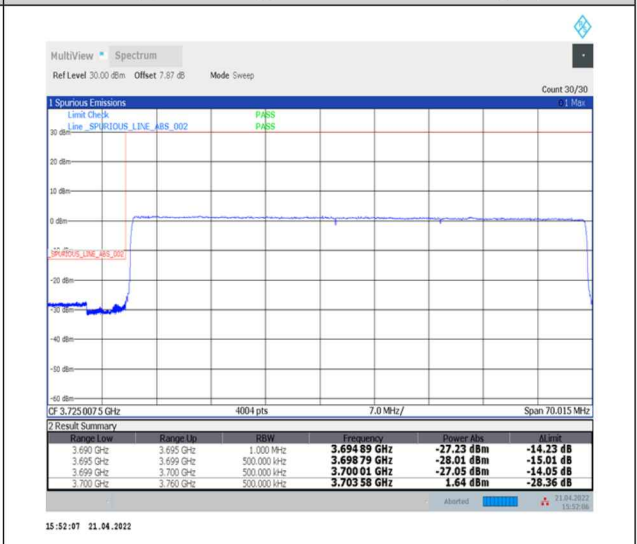 MultiView Spectrum
Ref Level 30.00 dBm Offset 7.87 dB Mode Sweep
Count 30/30
1 Spurious Emissions 1 Max
Limit Check PASS
Line _SPURIOUS_LINE_ABS_002 PASS
30 dBm
20 dBm
10 dBm
0 dBm
-10 dBm
_SPURIOUS_LINE_ABS_002
-20 dBm
-30 dBm
-40 dBm
-50 dBm
-60 dBm
CF 3.725 007 5 GHz 4004 pts 7.0 MHz/ Span 70.015 MHz
2 Result Summary
Range Low Range Up RBW Frequency Power Abs ΔLimit
3.690 GHz 3.695 GHz 1.000 MHz 3.694 89 GHz -27.23 dBm -14.23 dB
3.695 GHz 3.699 GHz 500.000 kHz 3.698 79 GHz -28.01 dBm -15.01 dB
3.699 GHz 3.700 GHz 500.000 kHz 3.700 01 GHz -27.05 dBm -14.05 dB
3.700 GHz 3.760 GHz 500.000 kHz 3.703 58 GHz 1.64 dBm -28.36 dB
Aborted 21.04.2022
15:52:06
15:52:07 21.04.2022